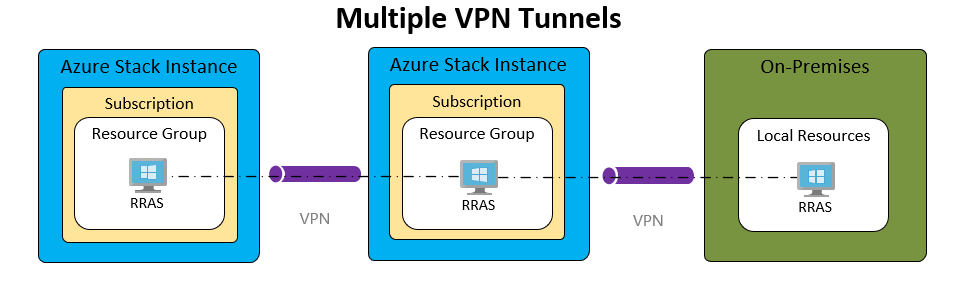 Multiple VPN Tunnels
Azure Stack Instance
Subscription
Resource Group
RRAS
VPN
Azure Stack Instance
Subscription
Resource Group
RRAS
VPN
On-Premises
Local Resources
RRAS